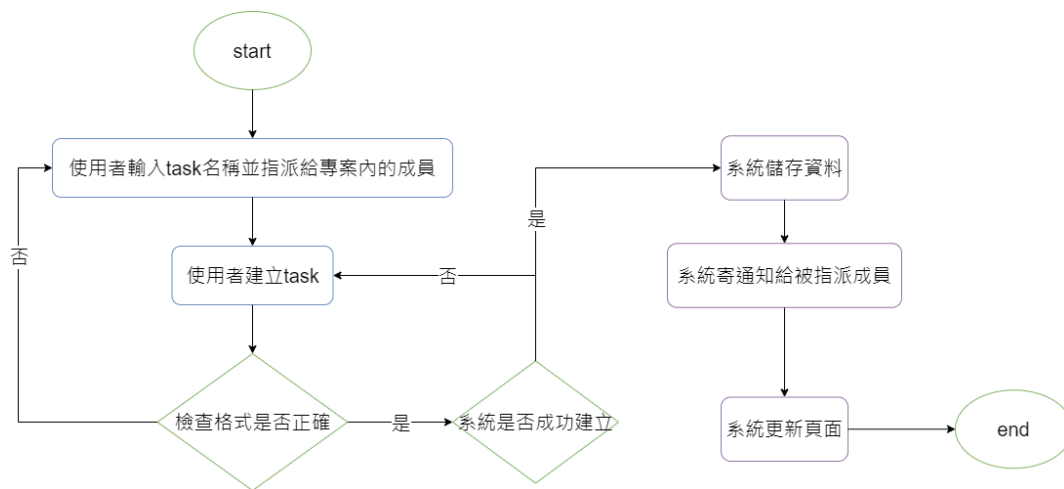 start
使用者輸入task名稱並指派給專案內的成員
否
使用者建立task
否
是
檢查格式是否正確
是
系統是否成功建立
系統儲存資料
系統寄通知給被指派成員
系統更新頁面
end